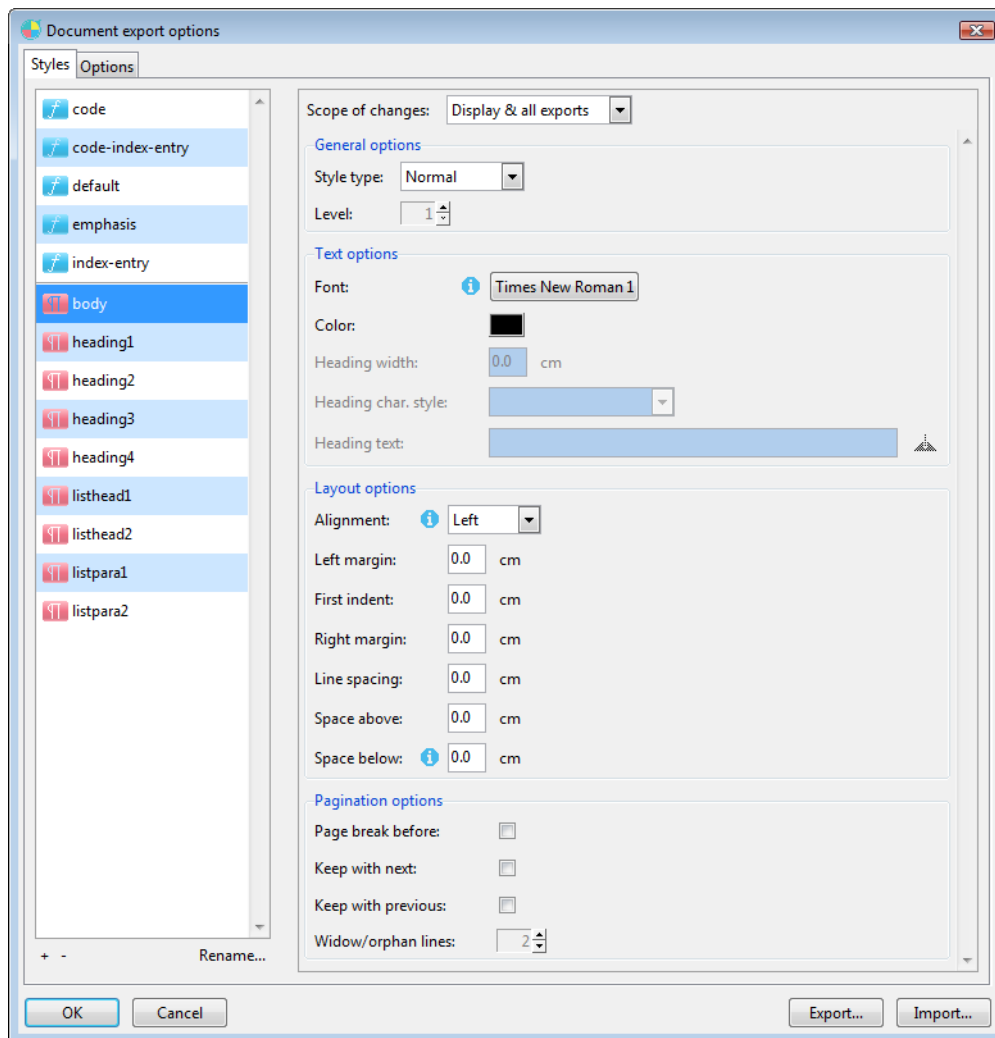 Document export options
Styles Options
code
code-index-entry
default
emphasis
index-entry
body
heading1
heading2
heading3
heading4
listhead1
listhead2
listpara1
listpara2
+ - Rename...
Scope of changes: Display & all exports
General options
Style type: Normal
Level: 1
Text options
Font: Times New Roman 1
Color:
Heading width: 0.0 cm
Heading char. style:
Heading text:
Layout options
Alignment: Left
Left margin: 0.0 cm
First indent: 0.0 cm
Right margin: 0.0 cm
Line spacing: 0.0 cm
Space above: 0.0 cm
Space below: 0.0 cm
Pagination options
Page break before:
Keep with next:
Keep with previous:
Widow/orphan lines: 2
OK Cancel Export... Import...